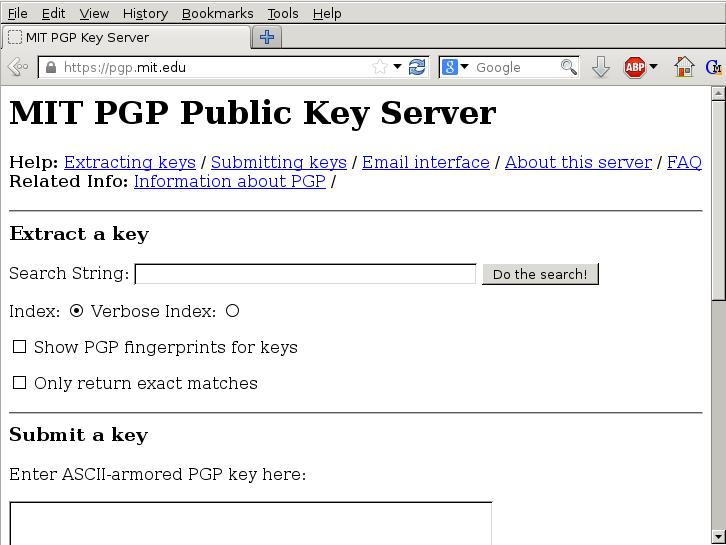 File Edit View History Bookmarks Tools Help
MIT PGP Key Server
https://pgp.mit.edu
Google
ABP
MIT PGP Public Key Server
Help: Extracting keys / Submitting keys / Email interface / About this server / FAQ
Related Info: Information about PGP /
Extract a key
Search String: Do the search!
Index: Verbose Index:
Show PGP fingerprints for keys
Only return exact matches
Submit a key
Enter ASCII-armored PGP key here: